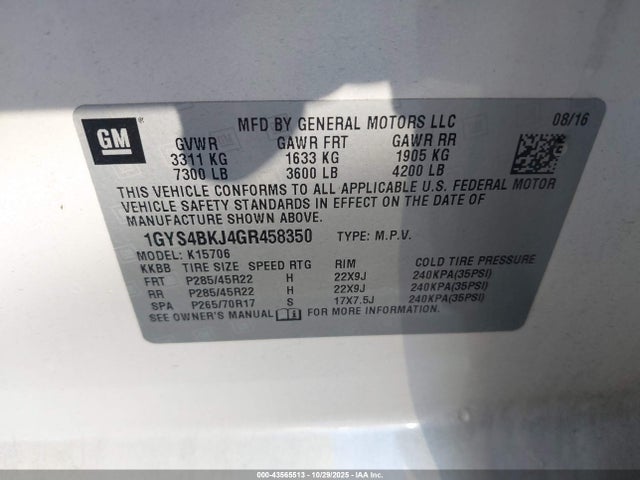 GM
MFD BY GENERAL MOTORS LLC 08/16
GVWR GAWR FRT GAWR RR
3311 KG 1633 KG 1905 KG
7300 LB 3600 LB 4200 LB
THIS VEHICLE CONFORMS TO ALL APPLICABLE U.S. FEDERAL MOTOR
VEHICLE SAFETY STANDARDS IN EFFECT ON THE DATE OF
MANUFACTURE SHOWN ABOVE.
1GYS4BKJ4GR458350 TYPE: M.P.V.
MODEL: K15706
KKBB TIRE SIZE SPEED RTG RIM COLD TIRE PRESSURE
FRT P285/45R22 H 22X9J 240KPA(35PSI)
RR P285/45R22 H 22X9J 240KPA(35PSI)
SPA P265/70R17 S 17X7.5J 240KPA(35PSI)
SEE OWNER'S MANUAL FOR MORE INFORMATION.
000-43565513 10/29/2025 IAA Inc.